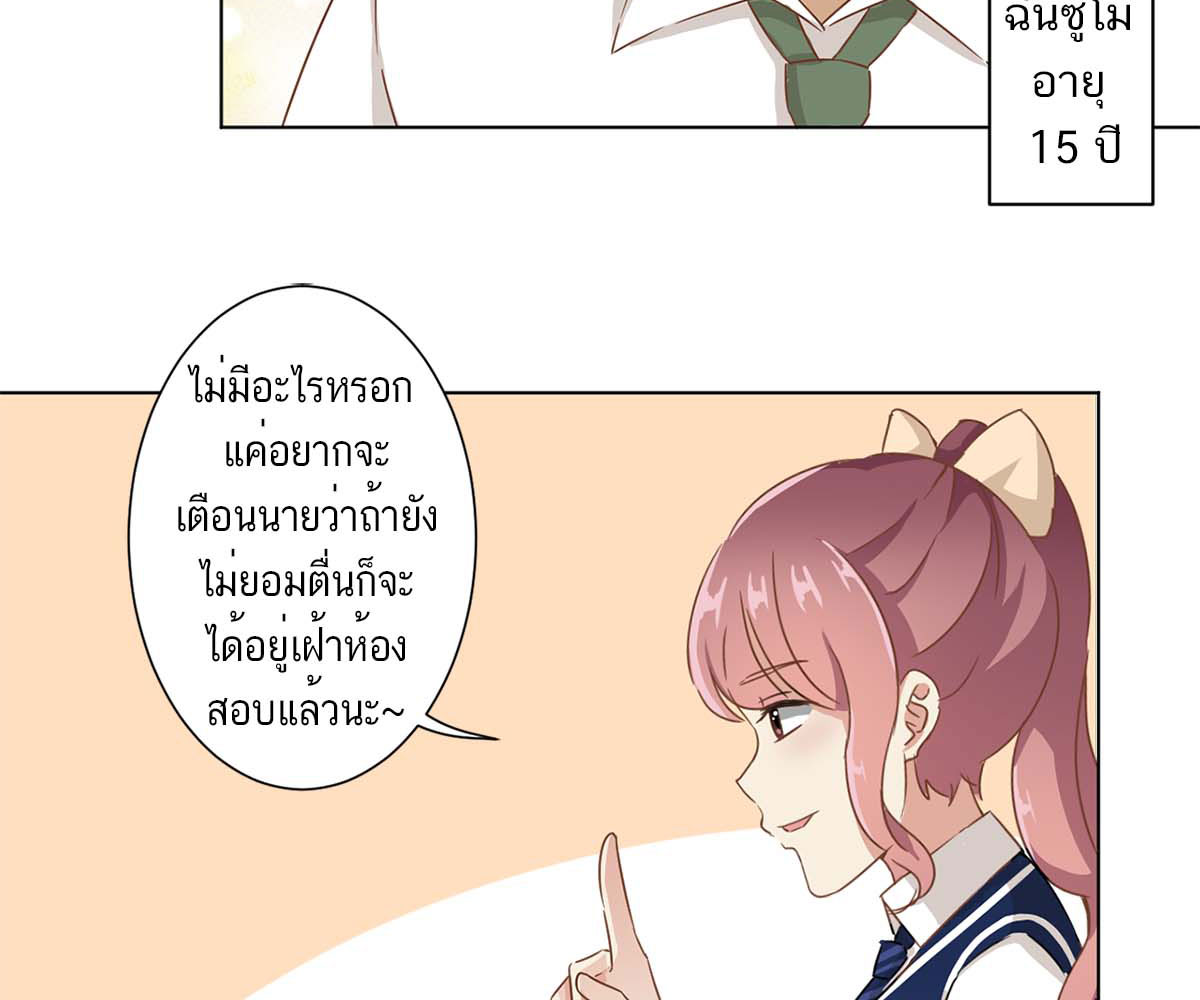 ฉันซูโม่
อายุ
15 ปี
ไม่มีอะไรหรอก
แค่อยากจะ
เตือนนายว่าถ้ายัง
ไม่ยอมตื่นก็จะ
ได้อยู่เฝ้าห้อง
สอบแล้วนะ~